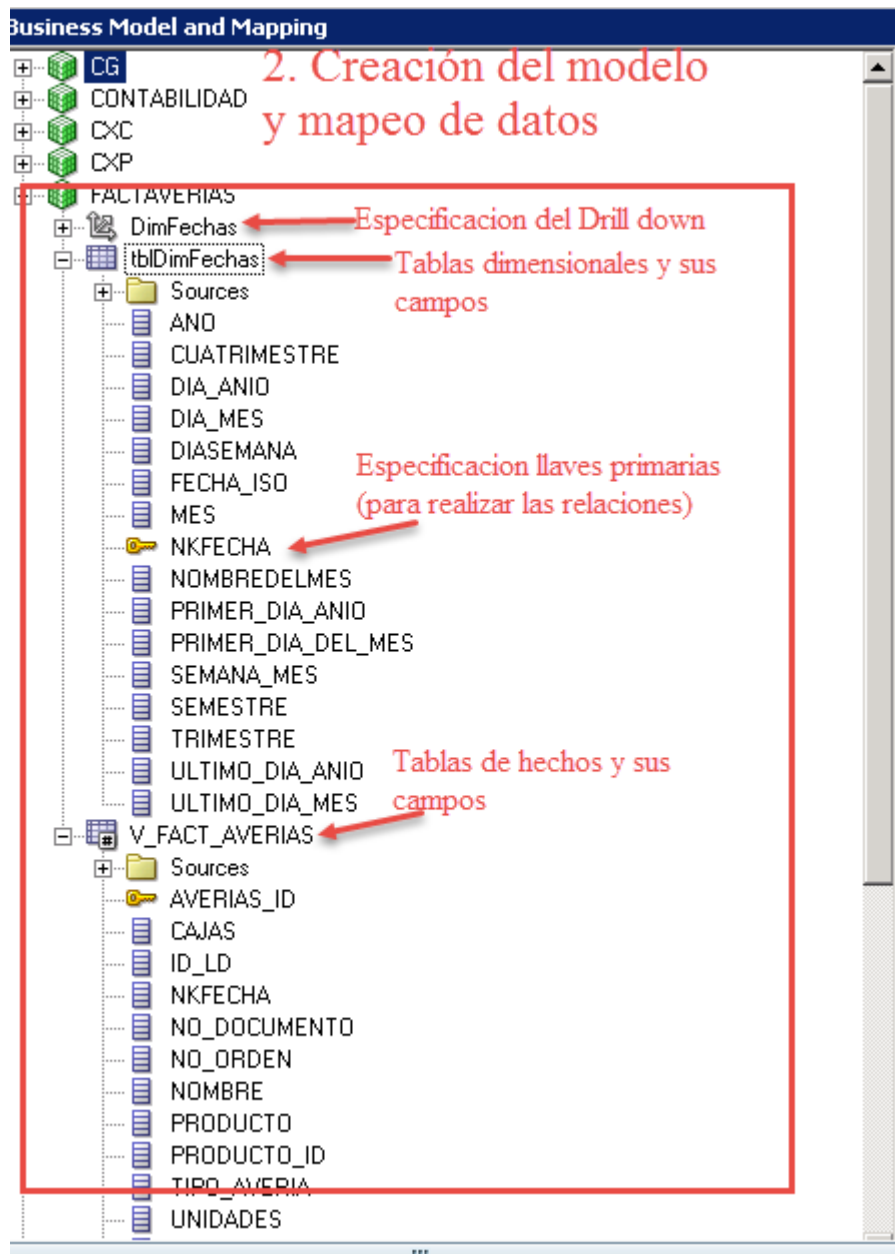 Business Model and Mapping
CG
2. Creación del modelo
y mapeo de datos
CONTABILIDAD
CXC
CXP
FACTAVERIAS
DimFechas
Especificacion del Drill down
tblDimFechas
Tablas dimensionales y sus
campos
Sources
ANO
CUATRIMESTRE
DIA_ANIO
DIA_MES
DIASEMANA
Especificacion llaves primarias
(para realizar las relaciones)
FECHA_ISO
MES
NKFECHA
NOMBREDELMES
PRIMER_DIA_ANIO
PRIMER_DIA_DEL_MES
SEMANA_MES
SEMESTRE
TRIMESTRE
ULTIMO_DIA_ANIO
Tablas de hechos y sus
campos
ULTIMO_DIA_MES
V_FACT_AVERIAS
Sources
AVERIAS_ID
CAJAS
ID_LD
NKFECHA
NO_DOCUMENTO
NO_ORDEN
NOMBRE
PRODUCTO
PRODUCTO_ID
TIPO_AVERIA
UNIDADES